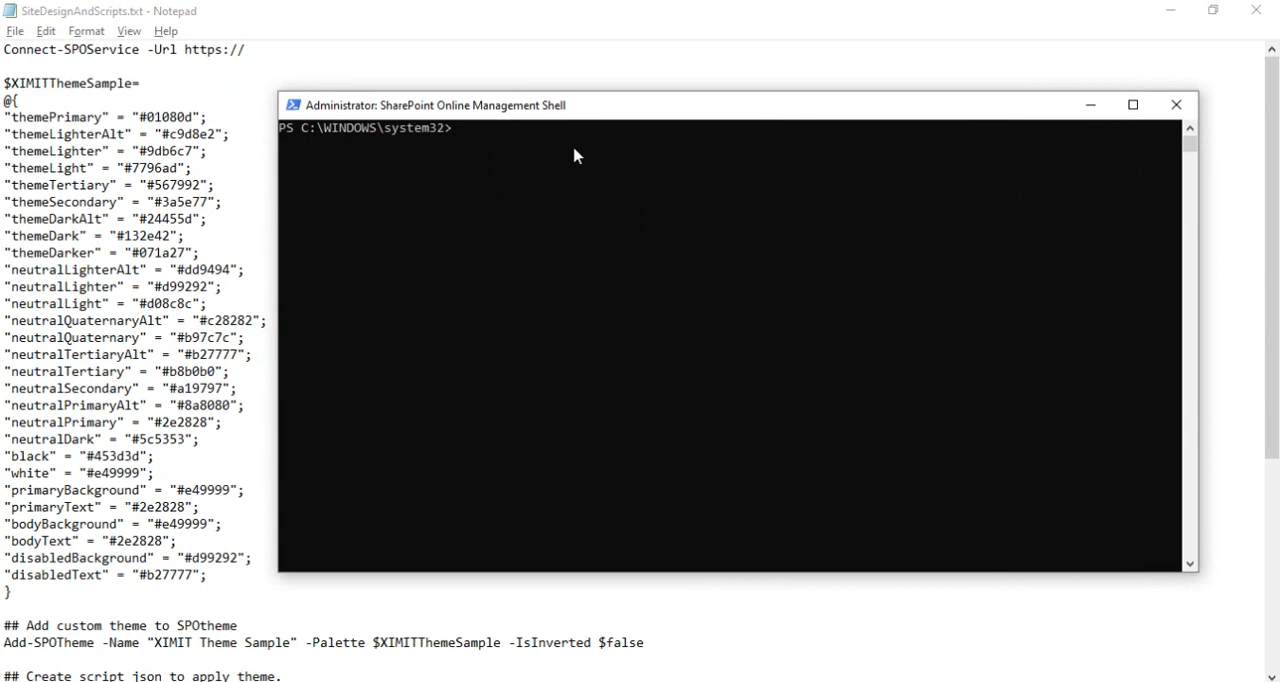 SiteDesignAndScripts.txt - Notepad
File Edit Format View Help
Connect-SPOService -Url https://
$XIMITThemeSample=
@{
"themePrimary" = "#01080d";
"themeLighterAlt" = "#c9d8e2";
"themeLighter" = "#9db6c7";
"themeLight" = "#7796ad";
"themeTertiary" = "#567992";
"themeSecondary" = "#3a5e77";
"themeDarkAlt" = "#24455d";
"themeDark" = "#132e42";
"themeDarker" = "#071a27";
"neutralLighterAlt" = "#dd9494";
"neutralLighter" = "#d99292";
"neutralLight" = "#d08c8c";
"neutralQuaternaryAlt" = "#c28282";
"neutralQuaternary" = "#b97c7c";
"neutralTertiaryAlt" = "#b27777";
"neutralTertiary" = "#b8b0b0";
"neutralSecondary" = "#a19797";
"neutralPrimaryAlt" = "#8a8080";
"neutralPrimary" = "#2e2828";
"neutralDark" = "#5c5353";
"black" = "#453d3d";
"white" = "#e49999";
"primaryBackground" = "#e49999";
"primaryText" = "#2e2828";
"bodyBackground" = "#e49999";
"bodyText" = "#2e2828";
"disabledBackground" = "#d99292";
"disabledText" = "#b27777";
}
## Add custom theme to SPOtheme
Add-SPOTheme -Name "XIMIT Theme Sample" -Palette $XIMITThemeSample -IsInverted $false
## Create script json to apply theme.
Administrator: SharePoint Online Management Shell
PS C:\WINDOWS\system32>